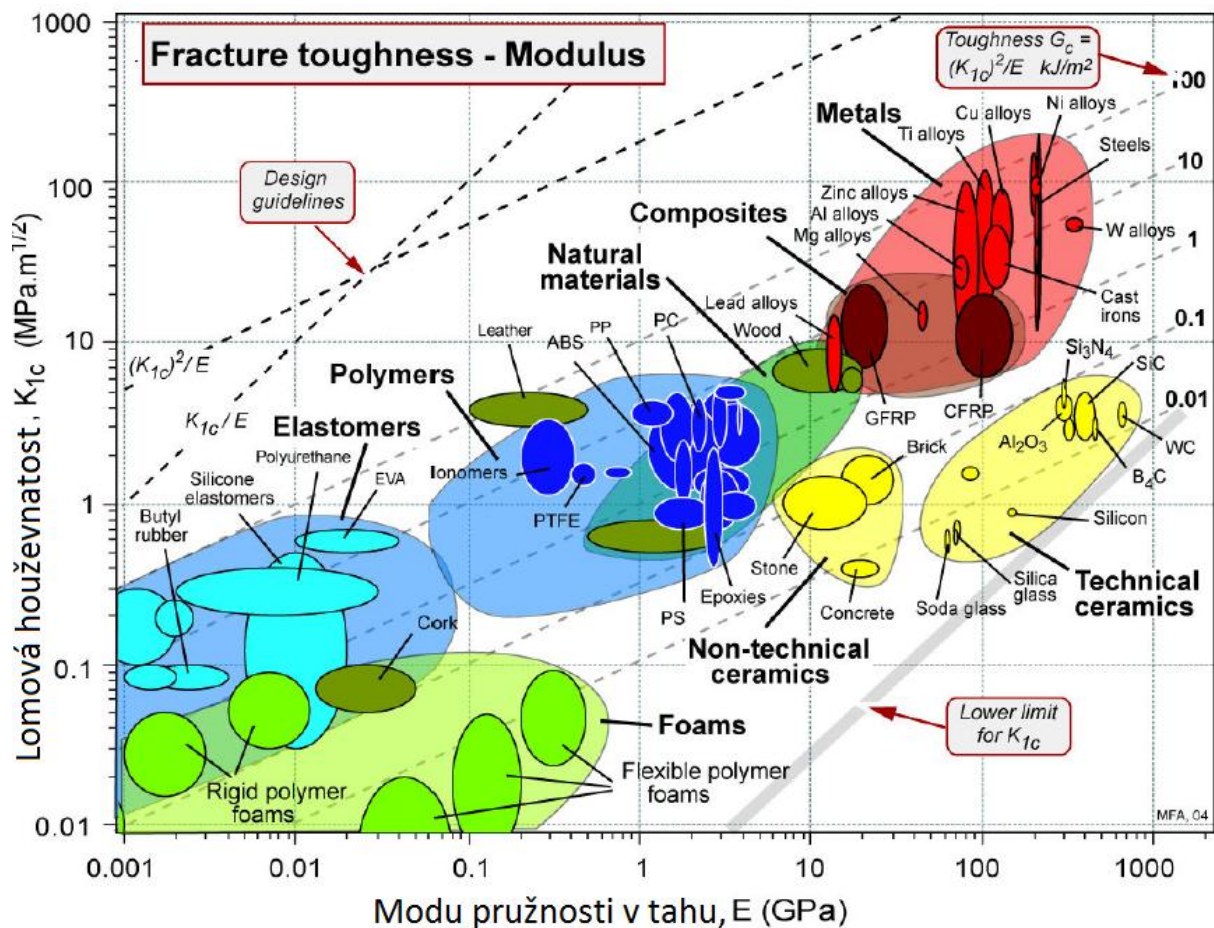 Fracture toughness - Modulus
Toughness Gc =
(K1c)²/E kJ/m²
Design
guidelines
(K1c)²/E
K1c/E
Lower limit
for K1c
Metals
Ti alloys
Cu alloys
Ni alloys
Steels
Zinc alloys
Al alloys
Mg alloys
W alloys
Cast
irons
Composites
GFRP
CFRP
Natural
materials
Lead alloys
Wood
Leather
ABS
PP
PC
Polymers
Ionomers
PTFE
PS
Epoxies
Elastomers
Polyurethane
Silicone
elastomers
EVA
Butyl
rubber
Cork
Foams
Rigid polymer
foams
Flexible polymer
foams
Brick
Stone
Concrete
Non-technical
ceramics
Si3N4
SiC
Al2O3
WC
B4C
Silicon
Silica
glass
Soda glass
Technical
ceramics
100
10
1
0.1
0.01
MFA, 04
Lomová houževnatost, K1c (MPa.m1/2)
1000
100
10
1
0.1
0.01
0.001
0.01
0.1
1
10
100
1000
Modu pružnosti v tahu, E (GPa)